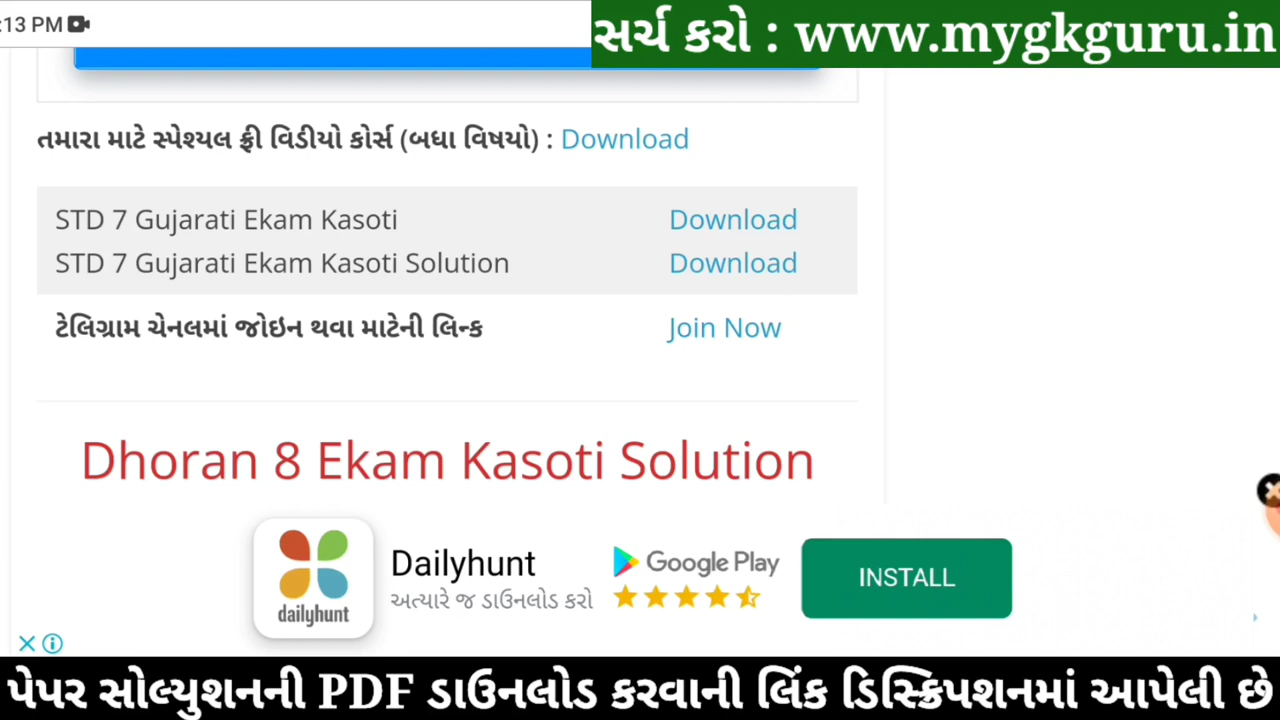 :13 PM
સર્ચ કરો : www.mygkguru.in
તમારા માટે સ્પેશ્યલ ફ્રી વિડીયો કોર્સ (બધા વિષયો) : Download
STD 7 Gujarati Ekam Kasoti Download
STD 7 Gujarati Ekam Kasoti Solution Download
ટેલિગ્રામ ચેનલમાં જોઇન થવા માટેની લિન્ક Join Now
Dhoran 8 Ekam Kasoti Solution
dailyhunt
Dailyhunt
અત્યારે જ ડાઉનલોડ કરો
Google Play
INSTALL
પેપર સોલ્યુશનની PDF ડાઉનલોડ કરવાની લિંક ડિસ્ક્રિપશનમાં આપેલી છે